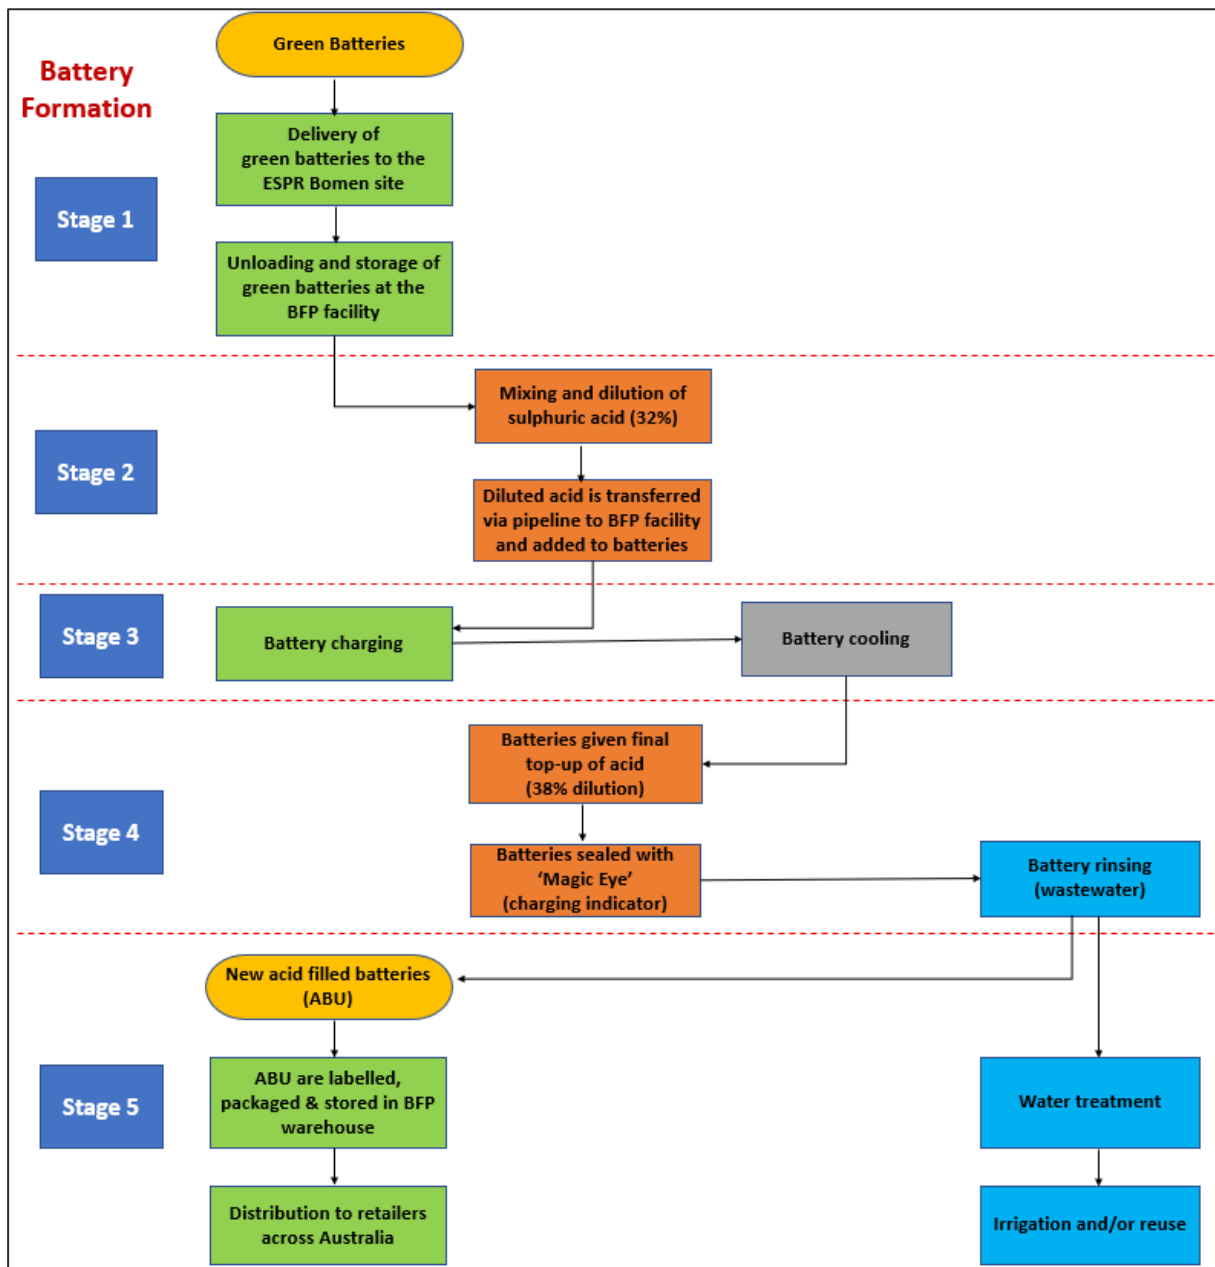 Green Batteries
Battery
Formation
Delivery of
green batteries to the
ESPR Bomen site
Stage 1
Unloading and storage of
green batteries at the
BFP facility
Mixing and dilution of
sulphuric acid (32%)
Stage 2
Diluted acid is transferred
via pipeline to BFP facility
and added to batteries
Stage 3
Battery charging
Battery cooling
Batteries given final
top-up of acid
(38% dilution)
Stage 4
Batteries sealed with
‘Magic Eye’
(charging indicator)
Battery rinsing
(wastewater)
New acid filled batteries
(ABU)
Stage 5
ABU are labelled,
packaged & stored in BFP
warehouse
Water treatment
Distribution to retailers
across Australia
Irrigation and/or reuse